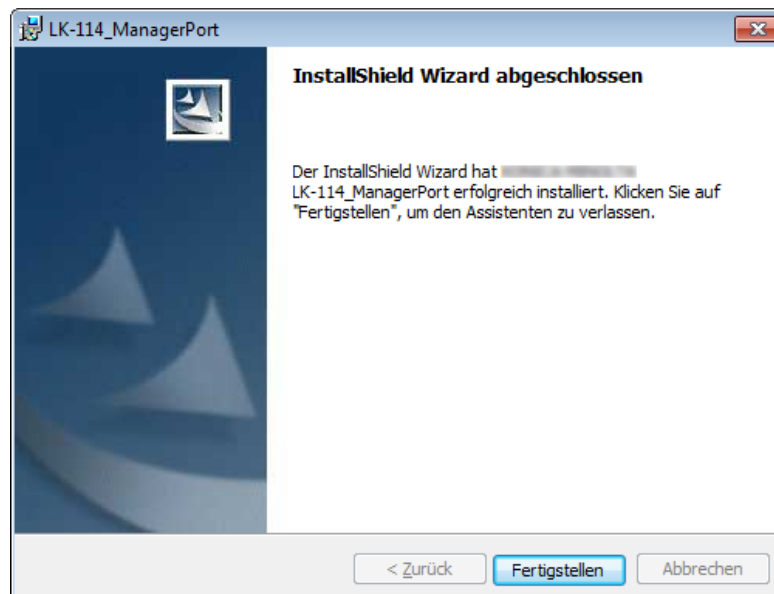 LK-114_ManagerPort
InstallShield Wizard abgeschlossen
Der InstallShield Wizard hat
LK-114_ManagerPort erfolgreich installiert. Klicken Sie auf
"Fertigstellen", um den Assistenten zu verlassen.
< Zurück
Fertigstellen
Abbrechen